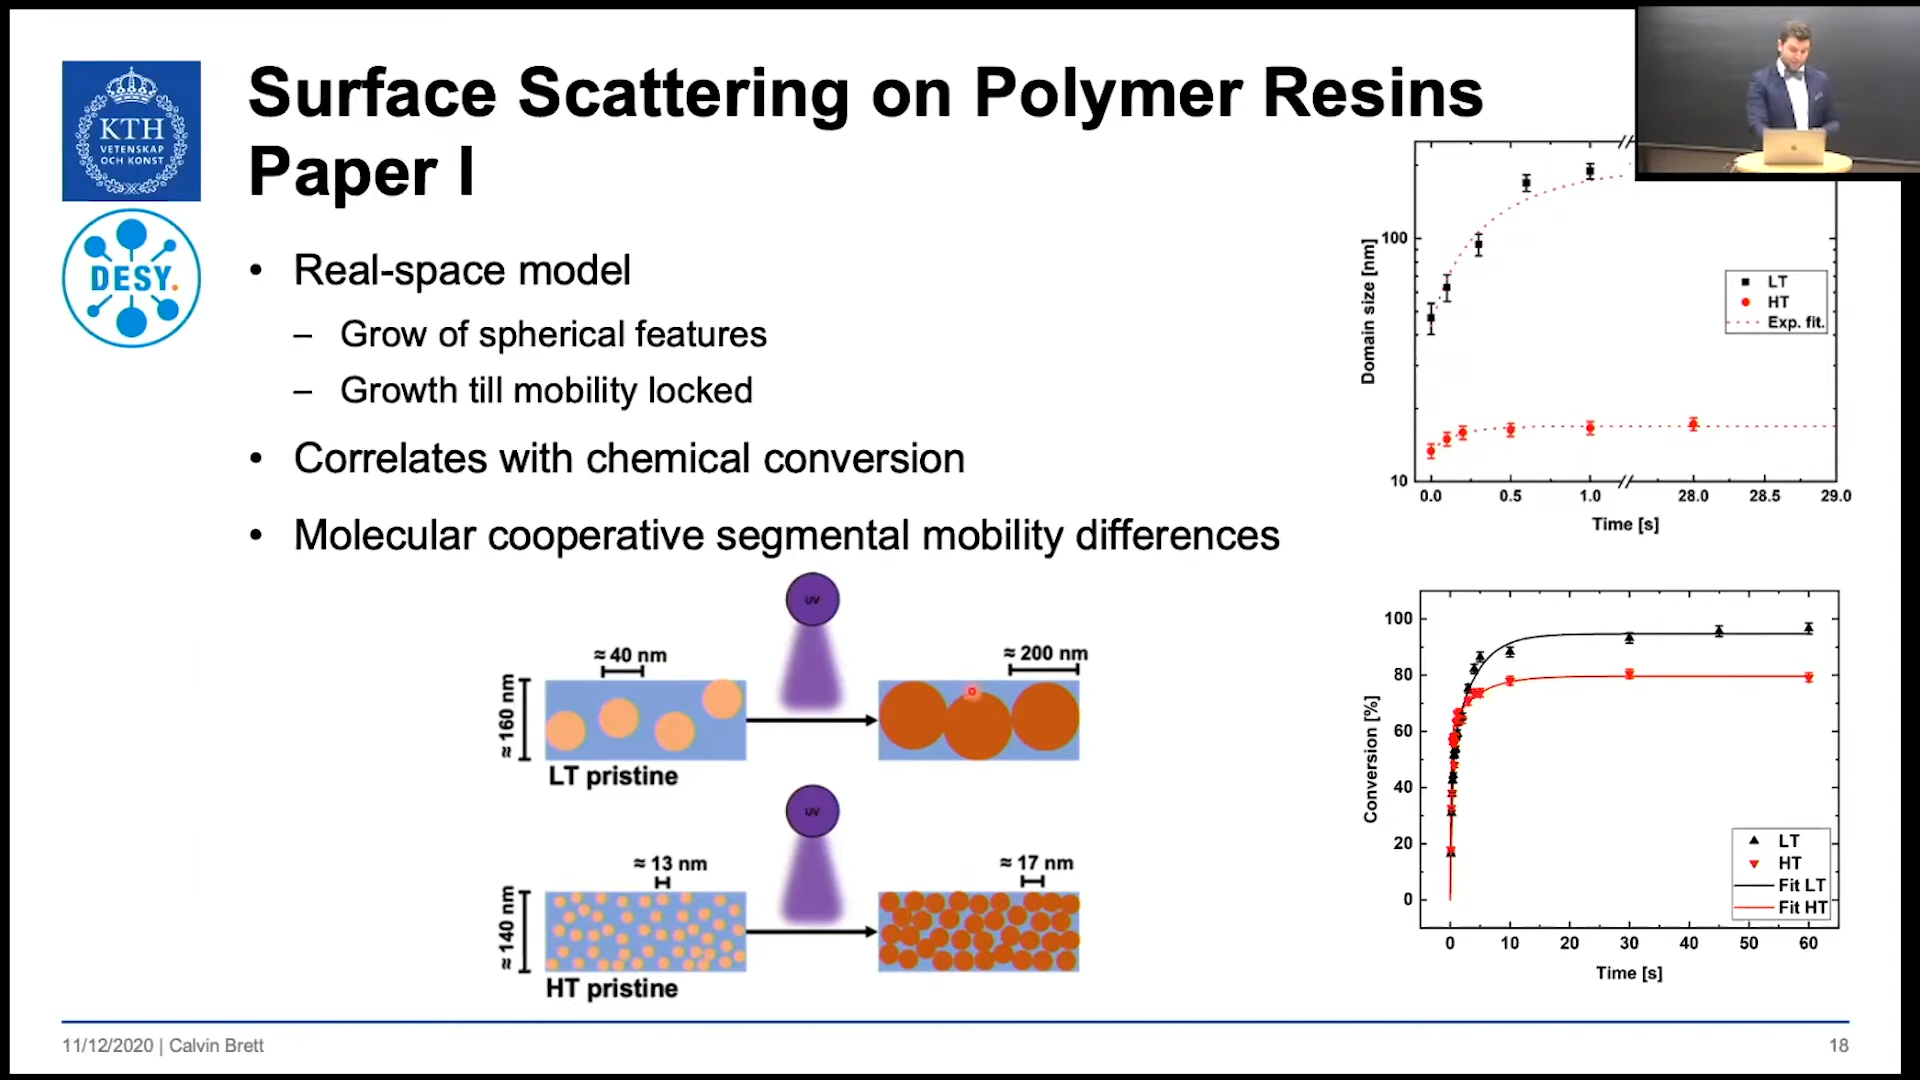 Surface Scattering on Polymer Resins
Paper I
KTH
VETENSKAP
OCH KONST
DESY.
• Real-space model
– Grow of spherical features
– Growth till mobility locked
• Correlates with chemical conversion
• Molecular cooperative segmental mobility differences
UV
≈ 40 nm
≈ 200 nm
≈ 160 nm
LT pristine
UV
≈ 13 nm
≈ 17 nm
≈ 140 nm
HT pristine
Domain size [nm]
100
10
LT
HT
Exp. fit.
0.0 0.5 1.0 28.0 28.5 29.0
Time [s]
Conversion [%]
100
80
60
40
20
0
LT
HT
Fit LT
Fit HT
0 10 20 30 40 50 60
Time [s]
11/12/2020 | Calvin Brett
18